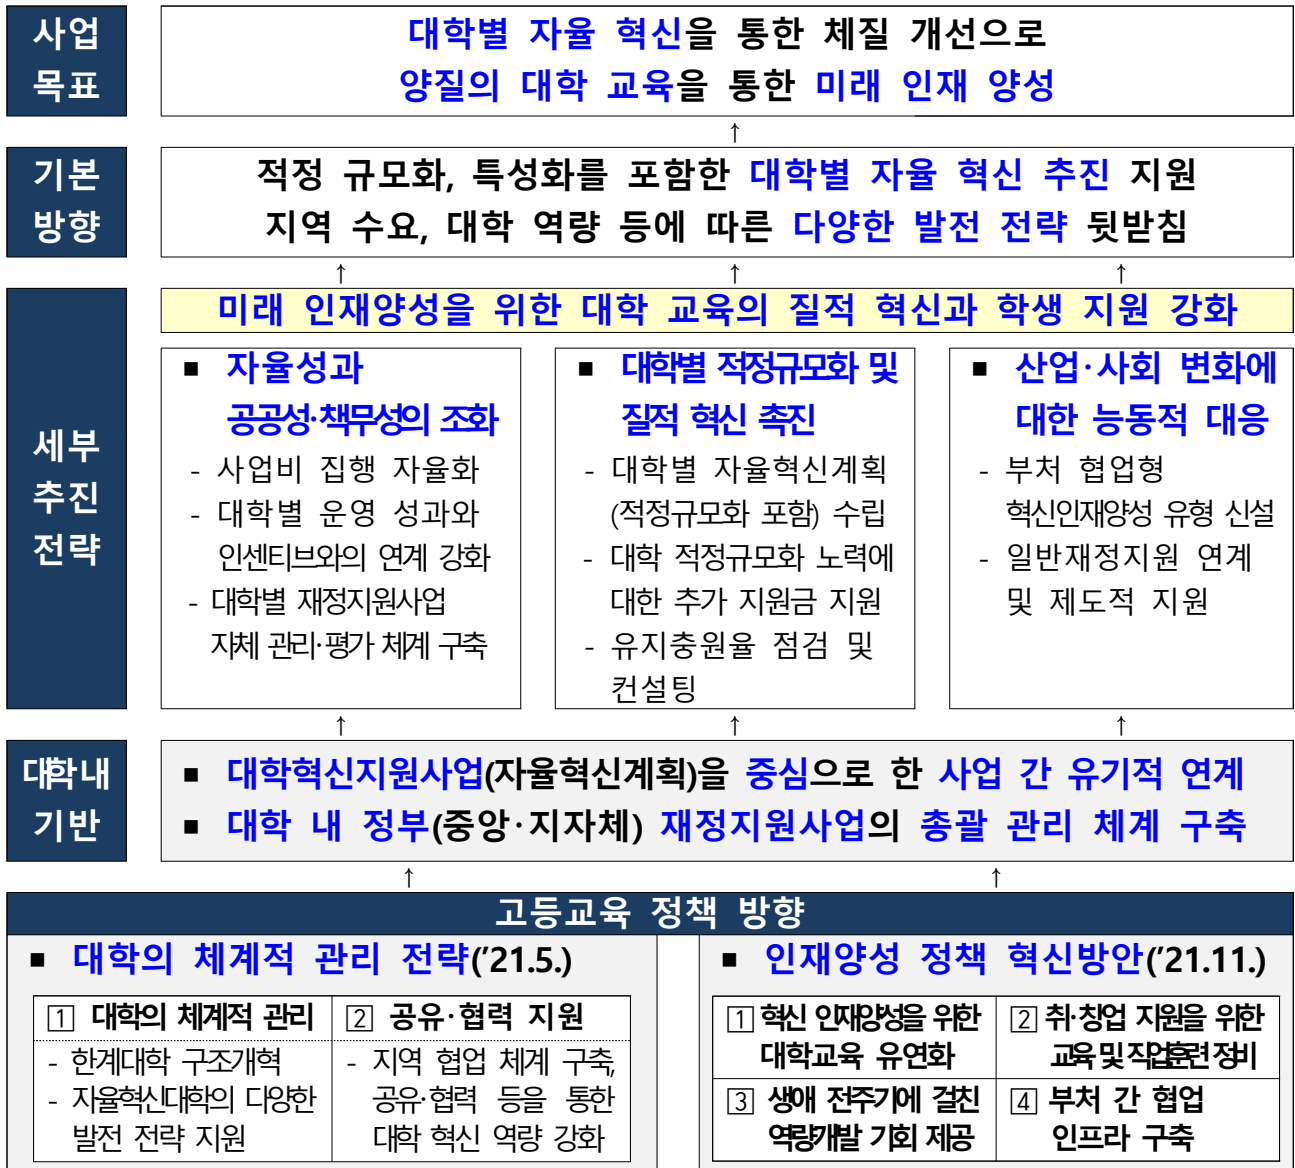 사업
목표
대학별 자율 혁신을 통한 체질 개선으로
양질의 대학 교육을 통한 미래 인재 양성
↑
기본
방향
적정 규모화, 특성화를 포함한 대학별 자율 혁신 추진 지원
지역 수요, 대학 역량 등에 따른 다양한 발전 전략 뒷받침
↑ ↑ ↑
세부
추진
전략
미래 인재양성을 위한 대학 교육의 질적 혁신과 학생 지원 강화
▪ 자율성과
공공성·책무성의 조화
- 사업비 집행 자율화
- 대학별 운영 성과와
인센티브와의 연계 강화
- 대학별 재정지원사업
자체 관리·평가 체계 구축
▪ 대학별 적정규모화 및
질적 혁신 촉진
- 대학별 자율혁신계획
(적정규모화 포함) 수립
- 대학 적정규모화 노력에
대한 추가 지원금 지원
- 유지충원율 점검 및
컨설팅
▪ 산업·사회 변화에
대한 능동적 대응
- 부처 협업형
혁신인재양성 유형 신설
- 일반재정지원 연계
및 제도적 지원
↑ ↑ ↑
대학내
기반
▪ 대학혁신지원사업(자율혁신계획)을 중심으로 한 사업 간 유기적 연계
▪ 대학 내 정부(중앙·지자체) 재정지원사업의 총괄 관리 체계 구축
↑ ↑
고등교육 정책 방향
▪ 대학의 체계적 관리 전략('21.5.)
1 대학의 체계적 관리
- 한계대학 구조개혁
- 자율혁신대학의 다양한
발전 전략 지원
2 공유·협력 지원
- 지역 협업 체계 구축,
공유·협력 등을 통한
대학 혁신 역량 강화
▪ 인재양성 정책 혁신방안('21.11.)
1 혁신 인재양성을 위한
대학교육 유연화
2 취·창업 지원을 위한
교육 및 직업훈련 정비
3 생애 전주기에 걸친
역량개발 기회 제공
4 부처 간 협업
인프라 구축